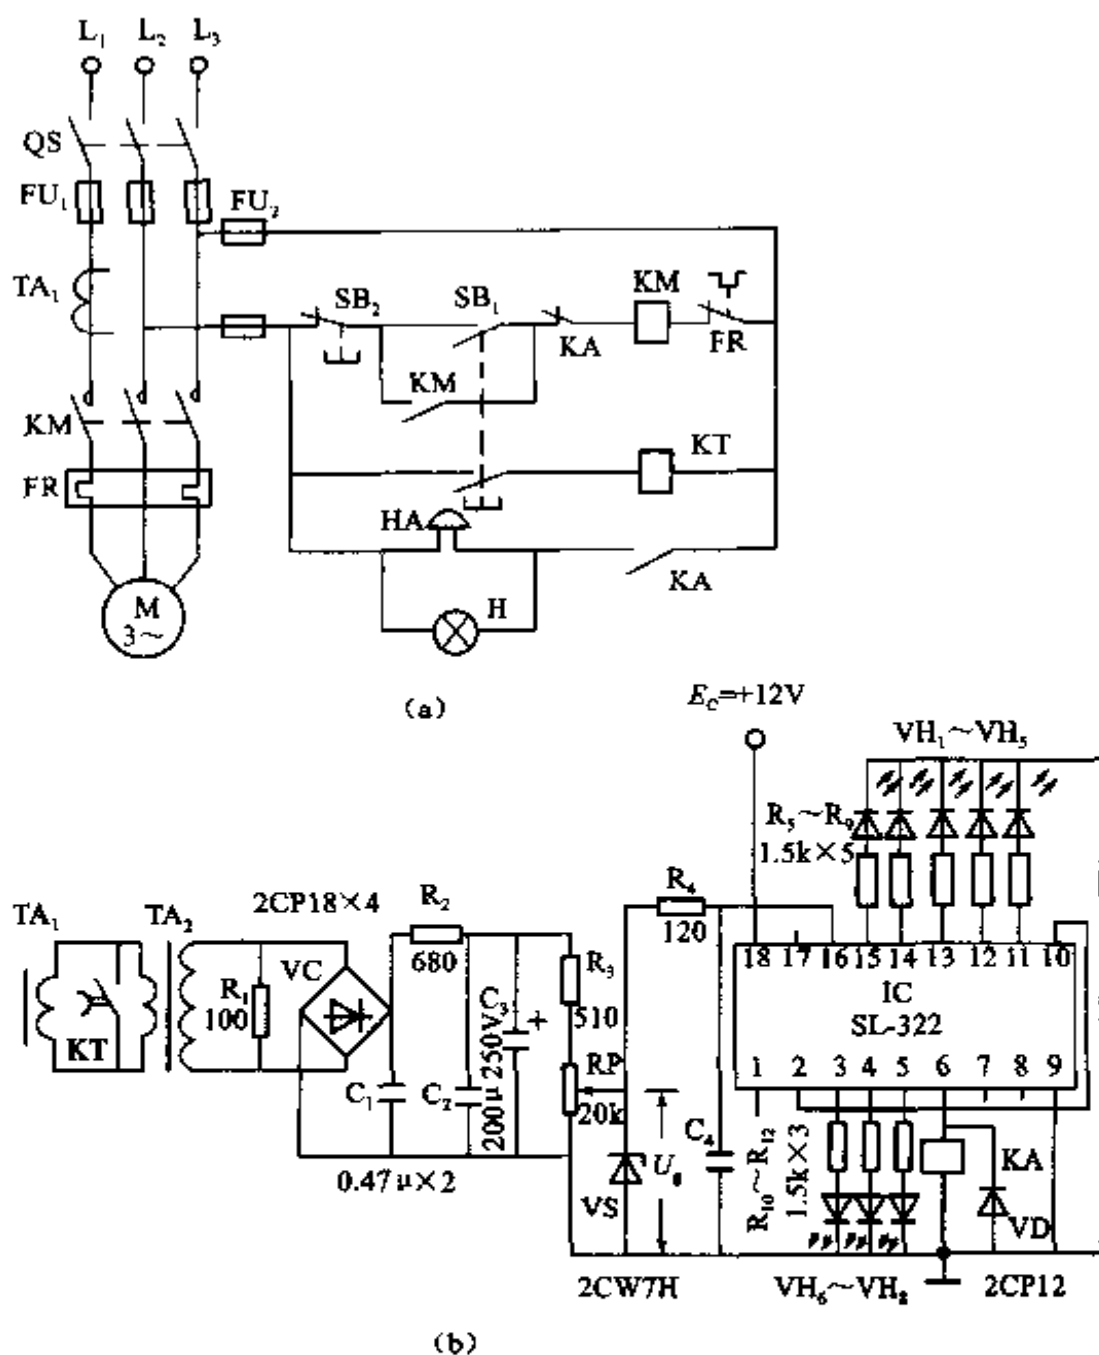 L₁ L₂ L₃
QS
FU₁
FU₂
TA₁
SB₂
SB₁
KM
KA
FR
KM
KM
KT
FR
HA
KA
M
3～
H
(a)
E_C=+12V
VH₁～VH₅
R₅～R₉
1.5k×5
R₄
120
TA₁
TA₂
2CP18×4
R₂
680
VC
R₁
100
KT
C₃
200μ 250V
+
R₃
510
RP
20k
C₁
C₂
0.47μ×2
18 17 16 15 14 13 12 11 10
IC
SL-322
1 2 3 4 5 6 7 8 9
C₄
VS
2CW7H
R₁₀～R₁₂
1.5k×3
KA
VD
2CP12
(b)